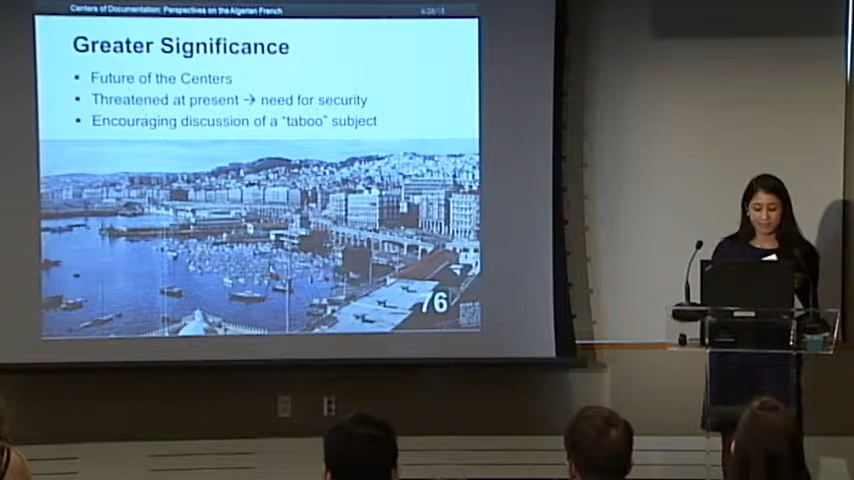 Centers of Documentation: Perspectives on the Algerian French
4/28/15
Greater Significance
• Future of the Centers
• Threatened at present → need for security
• Encouraging discussion of a “taboo” subject
76